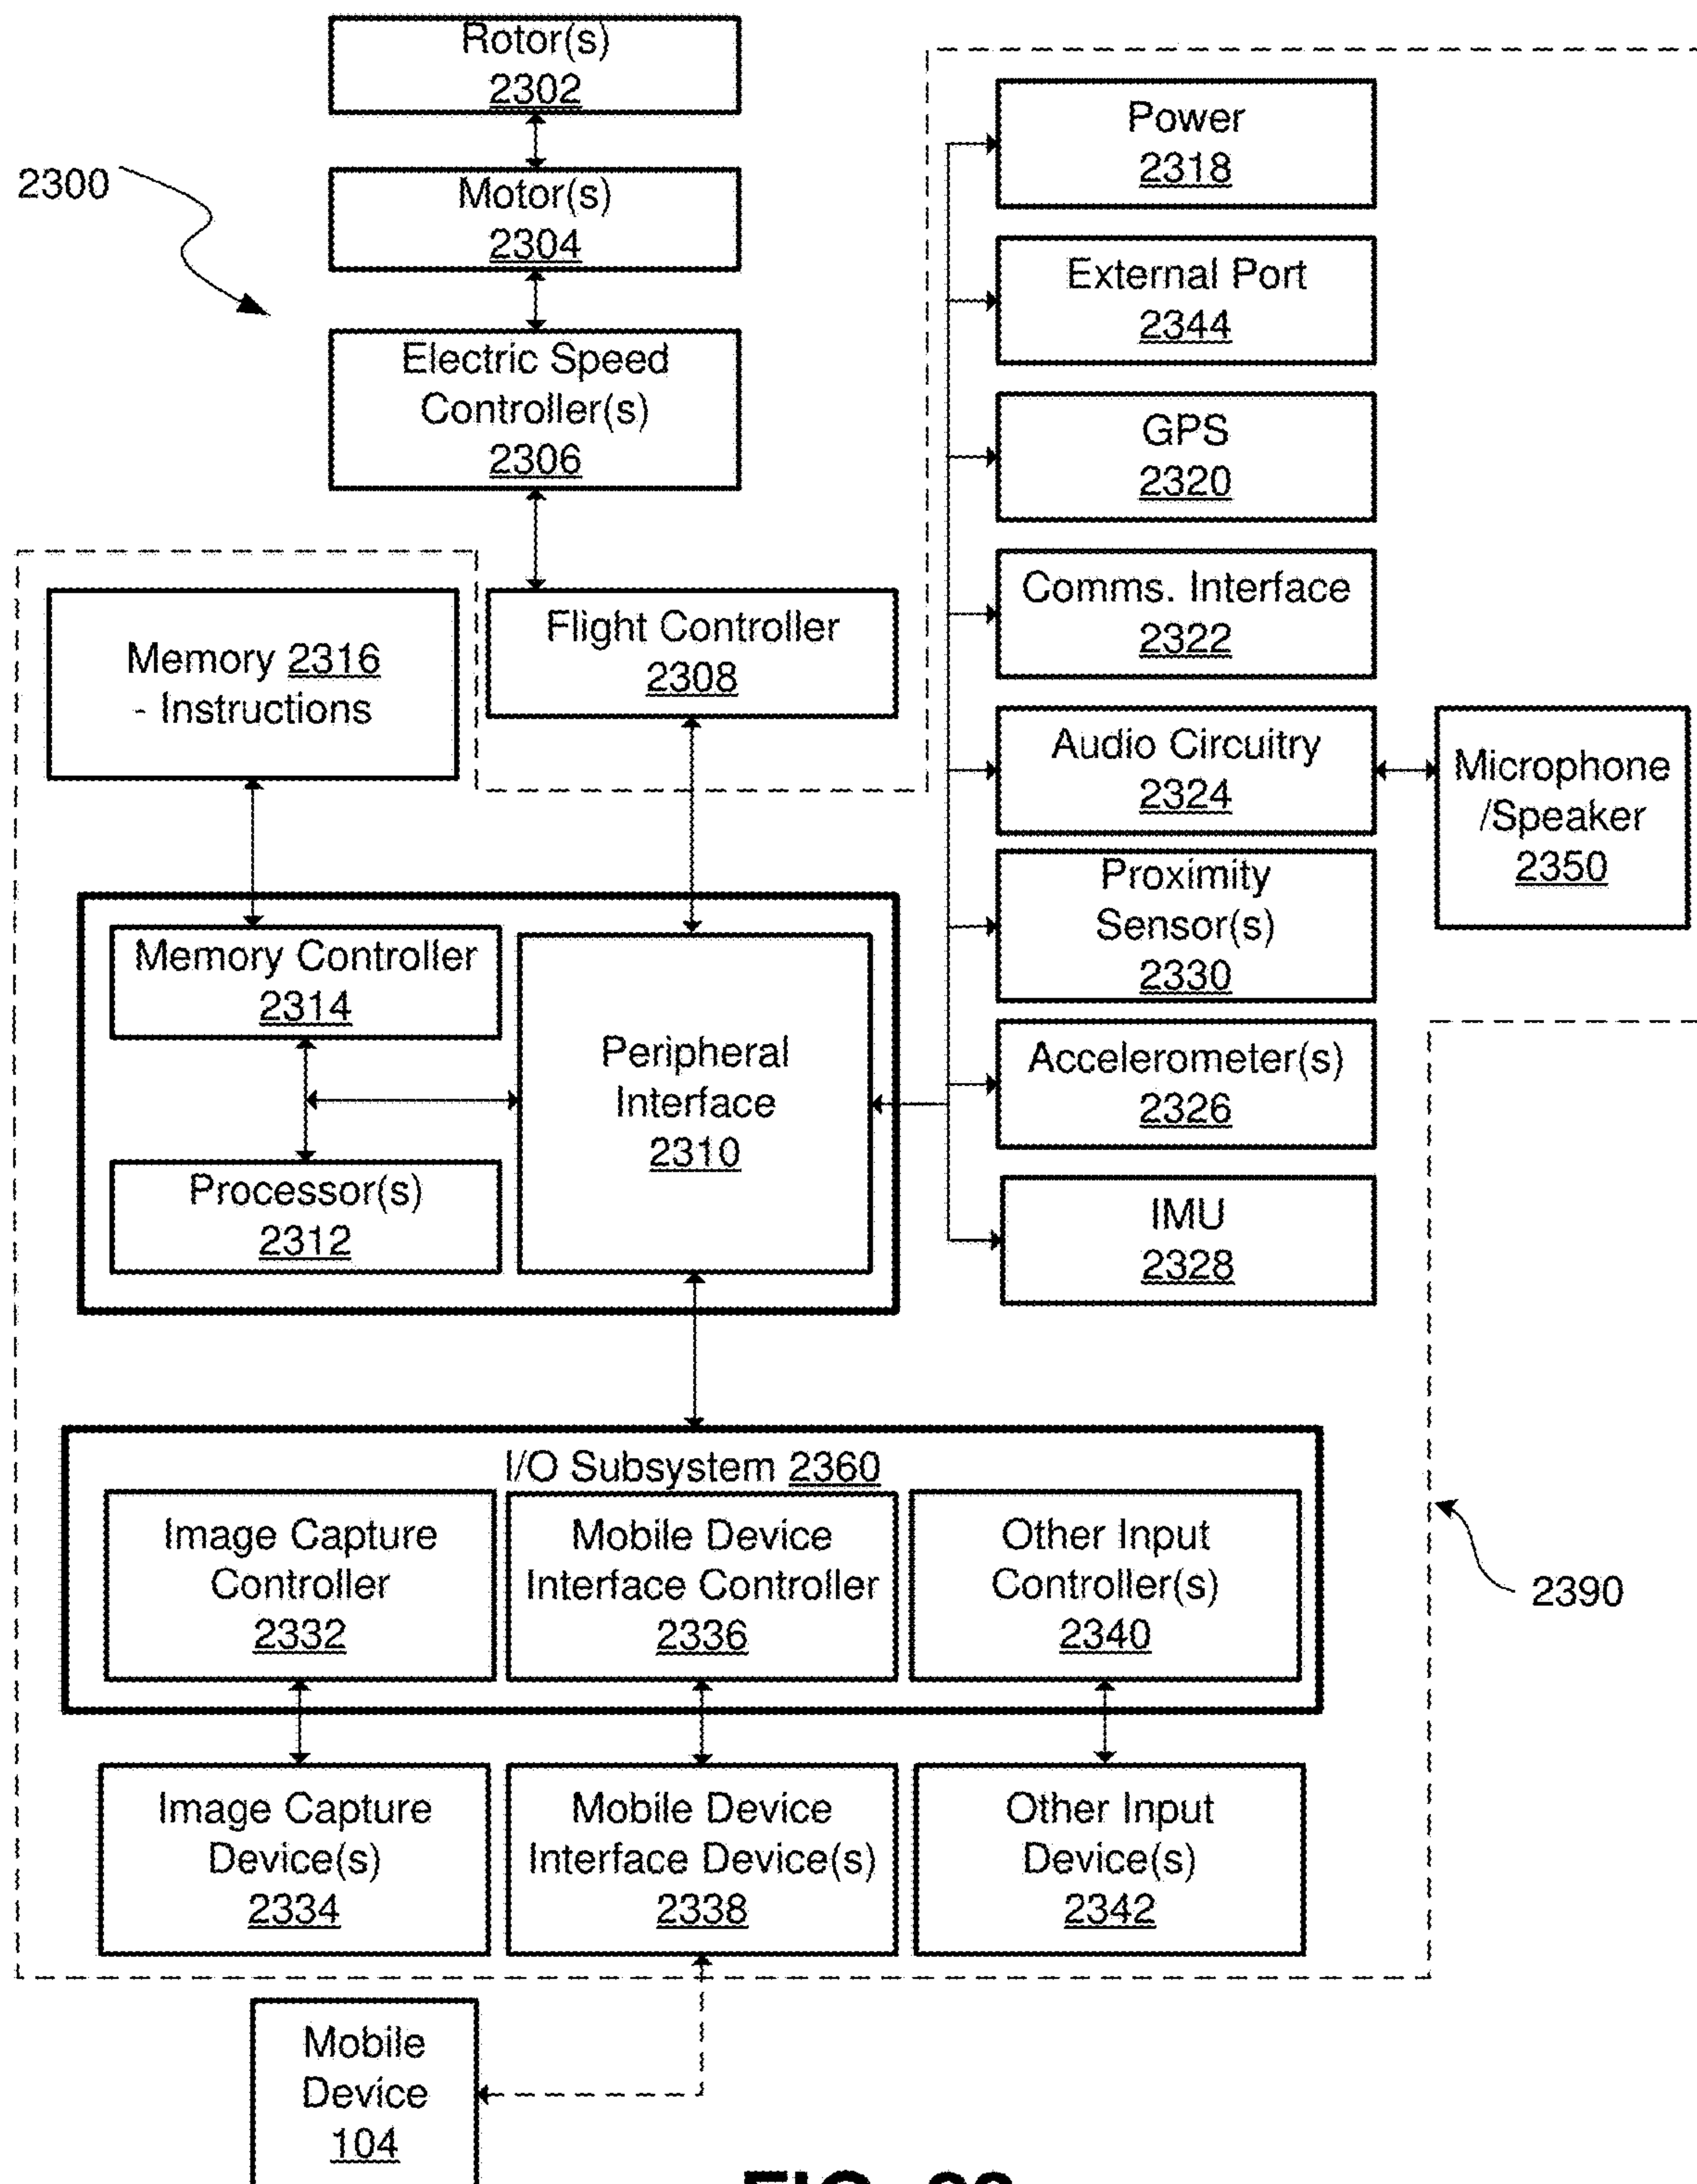 Rotor(s)
2302
2300
Motor(s)
2304
Electric Speed
Controller(s)
2306
Memory 2316
- Instructions
Flight Controller
2308
Memory Controller
2314
Processor(s)
2312
Peripheral
Interface
2310
Power
2318
External Port
2344
GPS
2320
Comms. Interface
2322
Audio Circuitry
2324
Microphone
/Speaker
2350
Proximity
Sensor(s)
2330
Accelerometer(s)
2326
IMU
2328
I/O Subsystem 2360
Image Capture
Controller
2332
Mobile Device
Interface Controller
2336
Other Input
Controller(s)
2340
2390
Image Capture
Device(s)
2334
Mobile Device
Interface Device(s)
2338
Other Input
Device(s)
2342
Mobile
Device
104